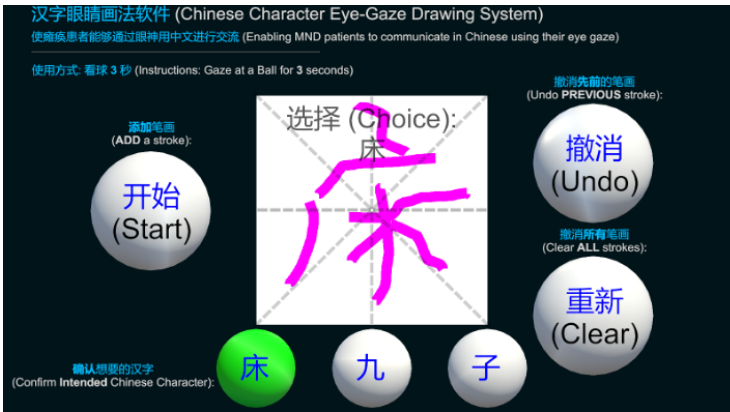 汉字眼睛画法软件 (Chinese Character Eye-Gaze Drawing System)
使瘫痪患者能够通过眼神用中文进行交流 (Enabling MND patients to communicate in Chinese using their eye gaze)
使用方式: 看球 3 秒 (Instructions: Gaze at a Ball for 3 seconds)
添加笔画
(ADD a stroke):
开始
(Start)
选择 (Choice):
床
床
撤消先前的笔画
(Undo PREVIOUS stroke):
撤消
(Undo)
撤消所有笔画
(Clear ALL strokes):
重新
(Clear)
确认想要的汉字
(Confirm Intended Chinese Character):
床
九
子